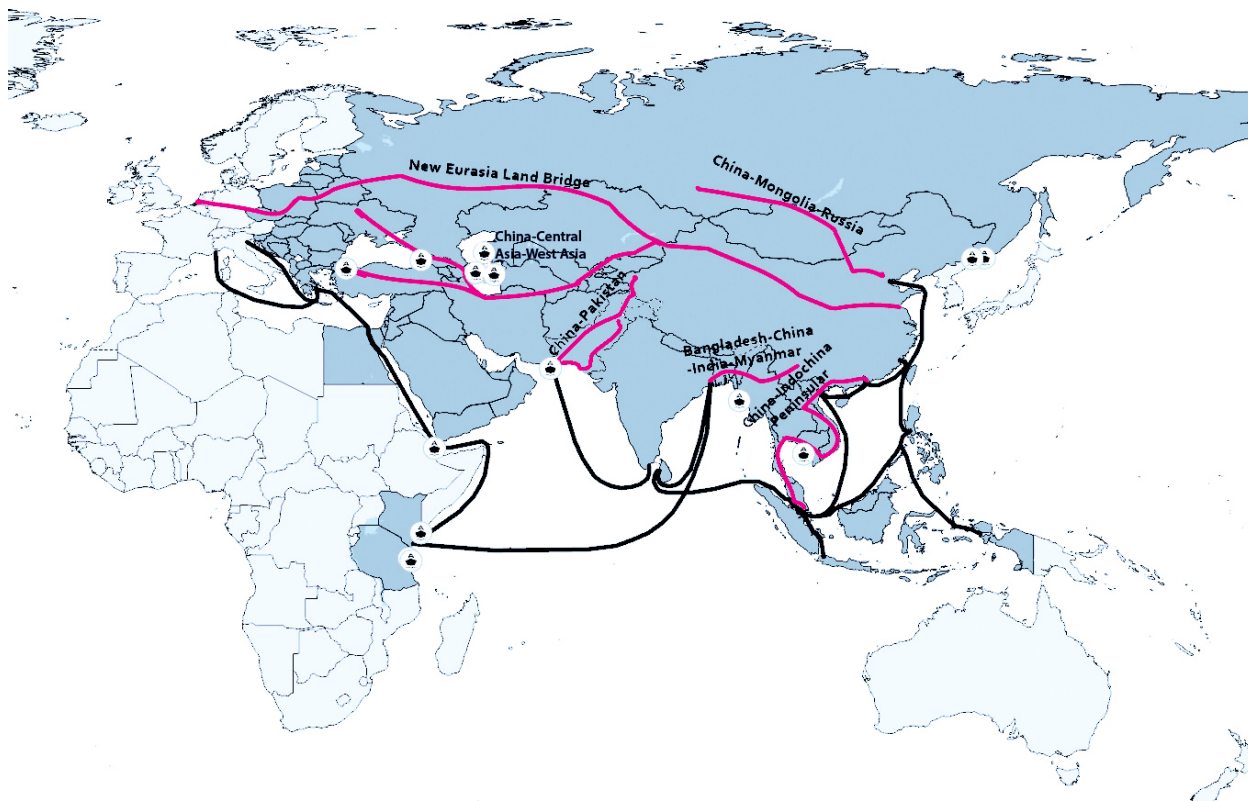 New Eurasia Land Bridge
China-Mongolia-Russia
China-Central
Asia-West Asia
China-Pakistan
Bangladesh-China
-India-Myanmar
China-Indochina
Peninsular